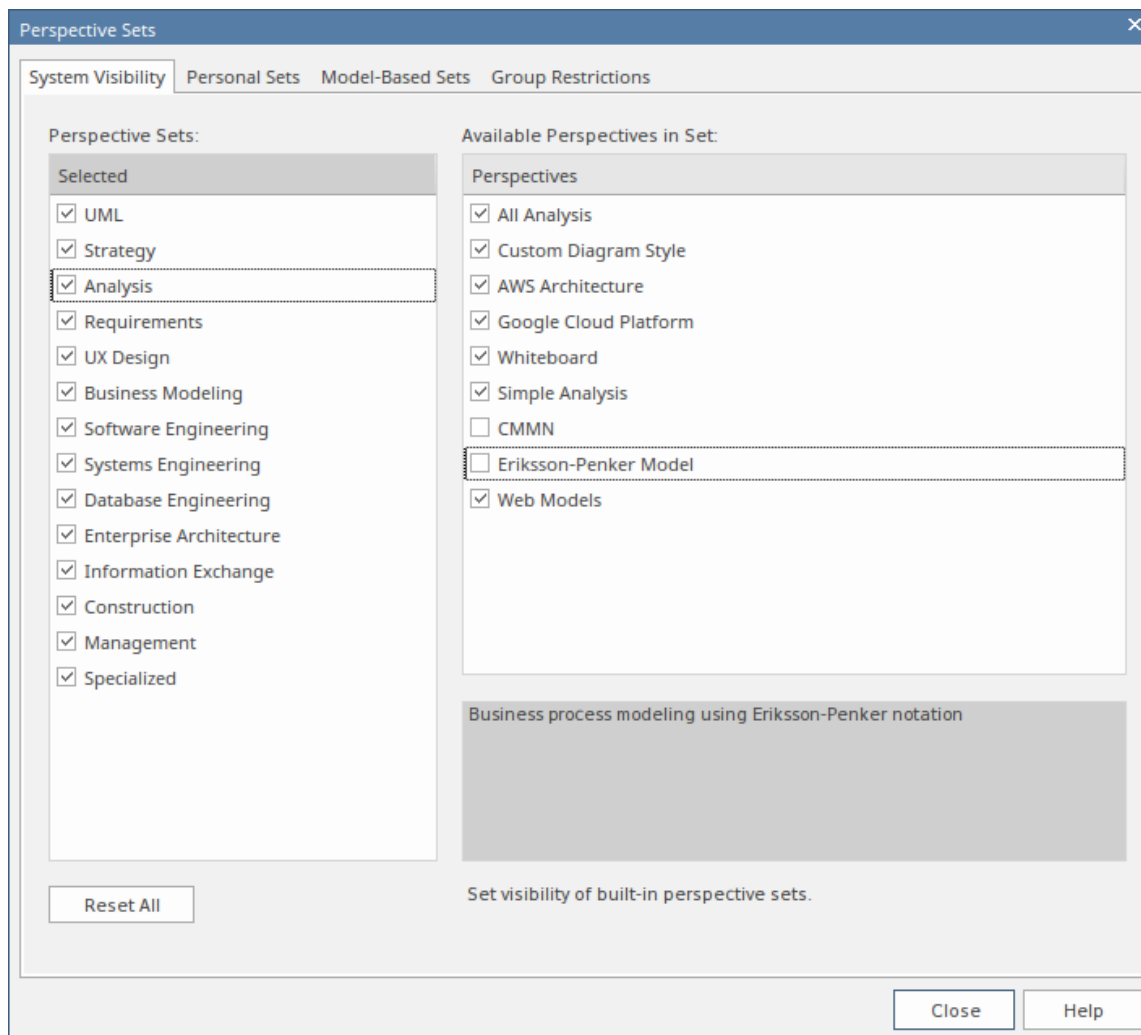 Perspective Sets
System Visibility Personal Sets Model-Based Sets Group Restrictions
Perspective Sets:
Selected
UML
Strategy
Analysis
Requirements
UX Design
Business Modeling
Software Engineering
Systems Engineering
Database Engineering
Enterprise Architecture
Information Exchange
Construction
Management
Specialized
Reset All
Available Perspectives in Set:
Perspectives
All Analysis
Custom Diagram Style
AWS Architecture
Google Cloud Platform
Whiteboard
Simple Analysis
CMMN
Eriksson-Penker Model
Web Models
Business process modeling using Eriksson-Penker notation
Set visibility of built-in perspective sets.
Close Help